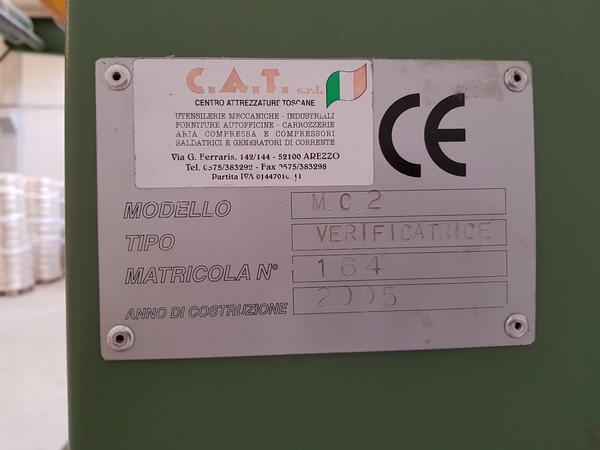 C.A.T. s.r.l.
CENTRO ATTREZZATURE TOSCANE
UTENSILERIE MECCANICHE - INDUSTRIALI
FORNITURE AUTOFFICINE - CARROZZERIE
ARIA COMPRESSA E COMPRESSORI
SALDATRICI E GENERATORI DI CORRENTE
Via G. Ferraris, 142/144 - 52100 AREZZO
Tel. 0575/383292 - Fax 0575/383298
Partita IVA
CE
MODELLO M.C.2
TIPO VERIFICATRICE
MATRICOLA N° 164
ANNO DI COSTRUZIONE 2005